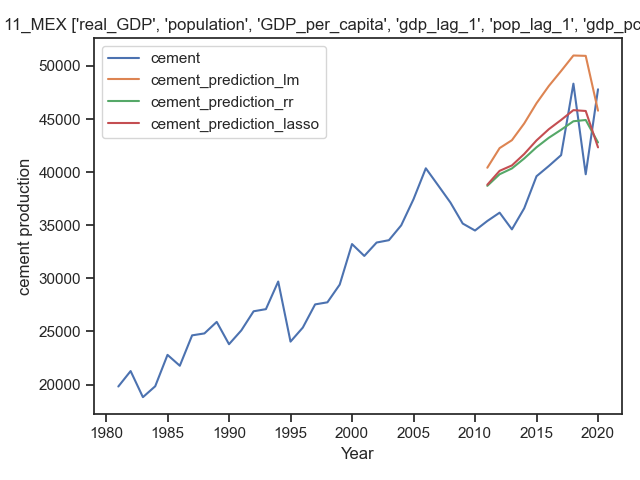 11_MEX ['real_GDP', 'population', 'GDP_per_capita', 'gdp_lag_1', 'pop_lag_1', 'gdp_pc
cement
cement_prediction_lm
cement_prediction_rr
cement_prediction_lasso
50000
45000
40000
35000
30000
25000
20000
cement production
1980 1985 1990 1995 2000 2005 2010 2015 2020
Year